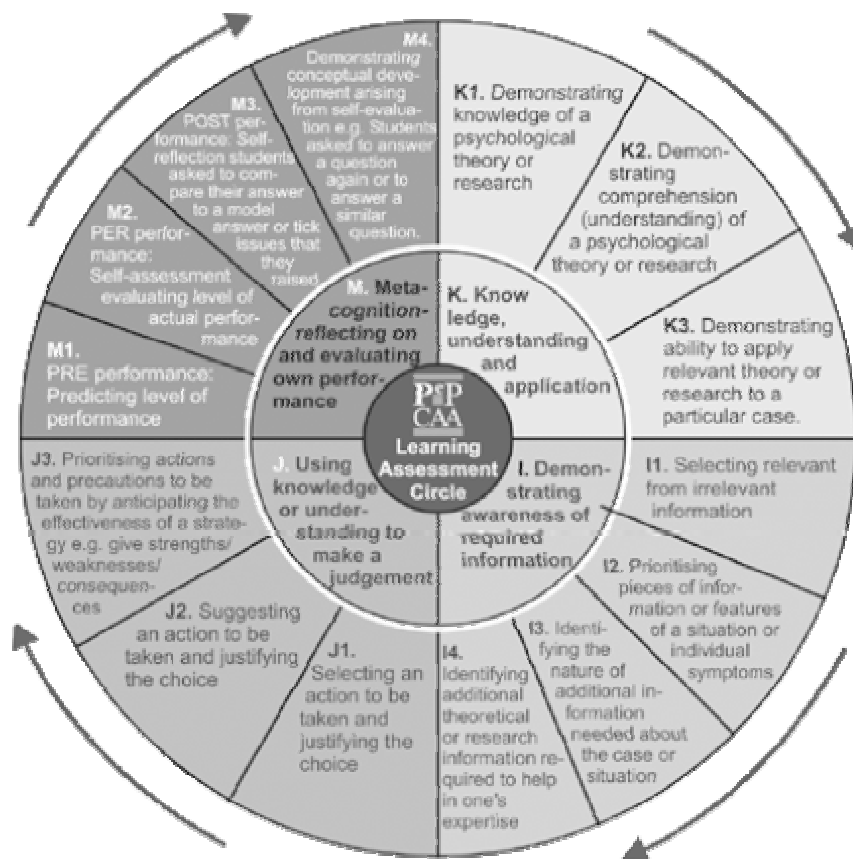 PSP
CAA
Learning
Assessment
Circle
K. Know
ledge,
understanding
and
application
K1. Demonstrating
knowledge of a
psychological
theory or
research
K2. Demon-
strating
comprehension
(understanding) of
a psychological
theory or research
K3. Demonstrating
ability to apply
relevant theory or
research to a
particular case.
I. Demon-
strating
awareness of
required
information
I1. Selecting relevant
from irrelevant
information
I2. Prioritising
pieces of infor-
mation or features
of a situation or
individual
symptoms
I3. Identi-
fying the
nature of
additional in-
formation
needed about
the case or
situation
I4.
Identifying
additional
theoretical
or research
information re-
quired to help
in one's
expertise
J. Using
knowledge
or under-
standing to
make a
judgement
J1.
Selecting an
action to be
taken and
justifying the
choice
J2. Suggesting
an action to be
taken and justifying
the choice
J3. Prioritising actions
and precautions to be
taken by anticipating the
effectiveness of a strate-
gy e.g. give strengths/
weaknesses/
consequen-
ces
M. Meta-
cognition-
reflecting on
and evaluating
own perfor-
mance
M1.
PRE performance:
Predicting level of
performance
M2.
PER perfor-
mance:
Self-assessment
evaluating level of
actual perfor-
mance
M3.
POST per-
formance: Self-
reflection students
asked to com-
pare their answer
to a model
answer or tick
issues that
they
raised
M4.
Demonstrating
conceptual deve-
lopment arising
from self-evalua-
tion e.g. Students
asked to answer
a question
again or to
answer a
similar
question.